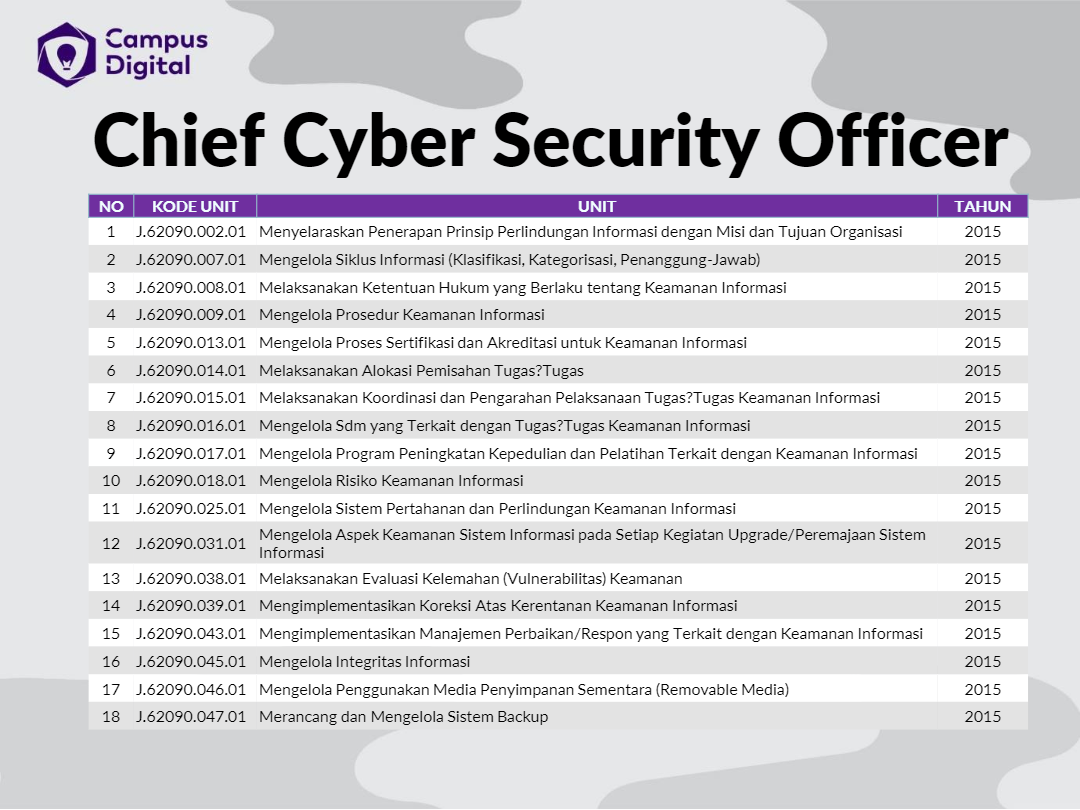 Campus
Digital
Chief Cyber Security Officer
NO KODE UNIT UNIT TAHUN
1 J.62090.002.01 Menyelaraskan Penerapan Prinsip Perlindungan Informasi dengan Misi dan Tujuan Organisasi 2015
2 J.62090.007.01 Mengelola Siklus Informasi (Klasifikasi, Kategorisasi, Penanggung-Jawab) 2015
3 J.62090.008.01 Melaksanakan Ketentuan Hukum yang Berlaku tentang Keamanan Informasi 2015
4 J.62090.009.01 Mengelola Prosedur Keamanan Informasi 2015
5 J.62090.013.01 Mengelola Proses Sertifikasi dan Akreditasi untuk Keamanan Informasi 2015
6 J.62090.014.01 Melaksanakan Alokasi Pemisahan Tugas?Tugas 2015
7 J.62090.015.01 Melaksanakan Koordinasi dan Pengarahan Pelaksanaan Tugas?Tugas Keamanan Informasi 2015
8 J.62090.016.01 Mengelola Sdm yang Terkait dengan Tugas?Tugas Keamanan Informasi 2015
9 J.62090.017.01 Mengelola Program Peningkatan Kepedulian dan Pelatihan Terkait dengan Keamanan Informasi 2015
10 J.62090.018.01 Mengelola Risiko Keamanan Informasi 2015
11 J.62090.025.01 Mengelola Sistem Pertahanan dan Perlindungan Keamanan Informasi 2015
12 J.62090.031.01 Mengelola Aspek Keamanan Sistem Informasi pada Setiap Kegiatan Upgrade/Peremajaan Sistem
Informasi 2015
13 J.62090.038.01 Melaksanakan Evaluasi Kelemahan (Vulnerabilitas) Keamanan 2015
14 J.62090.039.01 Mengimplementasikan Koreksi Atas Kerentanan Keamanan Informasi 2015
15 J.62090.043.01 Mengimplementasikan Manajemen Perbaikan/Respon yang Terkait dengan Keamanan Informasi 2015
16 J.62090.045.01 Mengelola Integritas Informasi 2015
17 J.62090.046.01 Mengelola Penggunakan Media Penyimpanan Sementara (Removable Media) 2015
18 J.62090.047.01 Merancang dan Mengelola Sistem Backup 2015